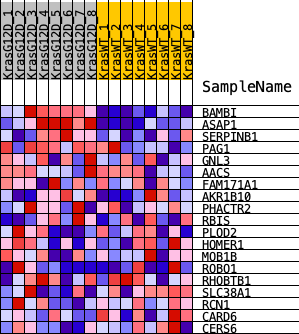 KrasG12D_1
KrasG12D_2
KrasG12D_3
KrasG12D_4
KrasG12D_5
KrasG12D_6
KrasG12D_7
KrasG12D_8
KrasWT_1
KrasWT_2
KrasWT_3
KrasWT_4
KrasWT_5
KrasWT_6
KrasWT_7
KrasWT_8
SampleName
BAMBI
ASAP1
SERPINB1
PAG1
GNL3
AACS
FAM171A1
AKR1B10
PHACTR2
RBIS
PLOD2
HOMER1
MOB1B
ROBO1
RHOBTB1
SLC38A1
RCN1
CARD6
CERS6